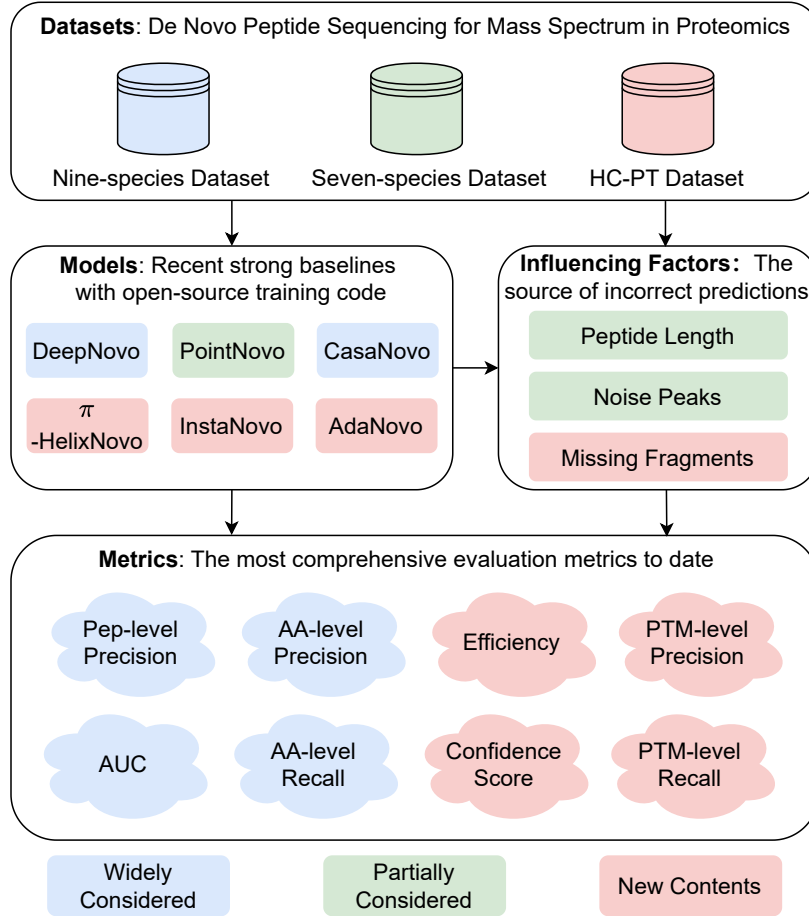 Datasets: De Novo Peptide Sequencing for Mass Spectrum in Proteomics
Nine-species Dataset
Seven-species Dataset
HC-PT Dataset
Models: Recent strong baselines
with open-source training code
DeepNovo
PointNovo
CasaNovo
π
-HelixNovo
InstaNovo
AdaNovo
Influencing Factors: The
source of incorrect predictions
Peptide Length
Noise Peaks
Missing Fragments
Metrics: The most comprehensive evaluation metrics to date
Pep-level
Precision
AA-level
Precision
Efficiency
PTM-level
Precision
AUC
AA-level
Recall
Confidence
Score
PTM-level
Recall
Widely
Considered
Partially
Considered
New Contents